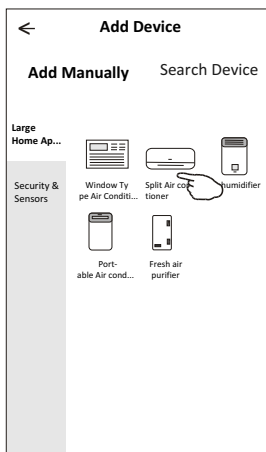 Add Device
Add Manually
Search Device
Large
Home Ap...
Security &
Sensors
Window Ty
pe Air Conditi...
Split Air con
tioner
humidifier
Port-
able Air cond...
Fresh air
purifier